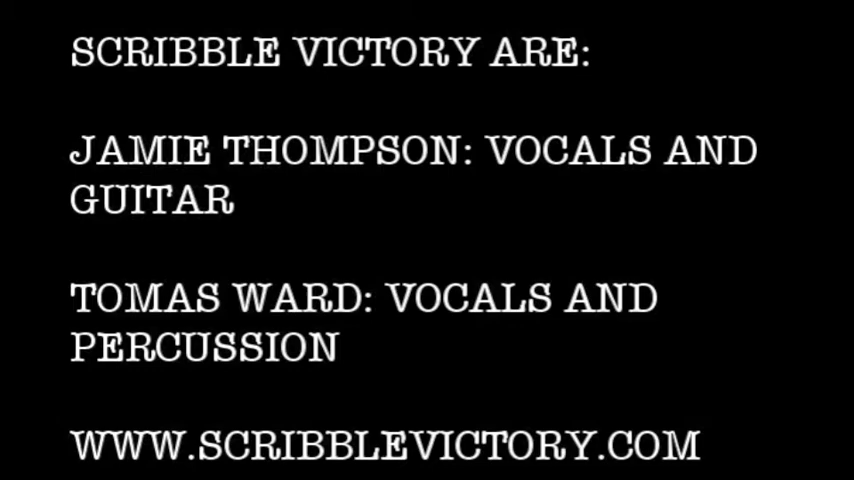 SCRIBBLE VICTORY ARE:
JAMIE THOMPSON: VOCALS AND
GUITAR
TOMAS WARD: VOCALS AND
PERCUSSION
WWW.SCRIBBLEVICTORY.COM